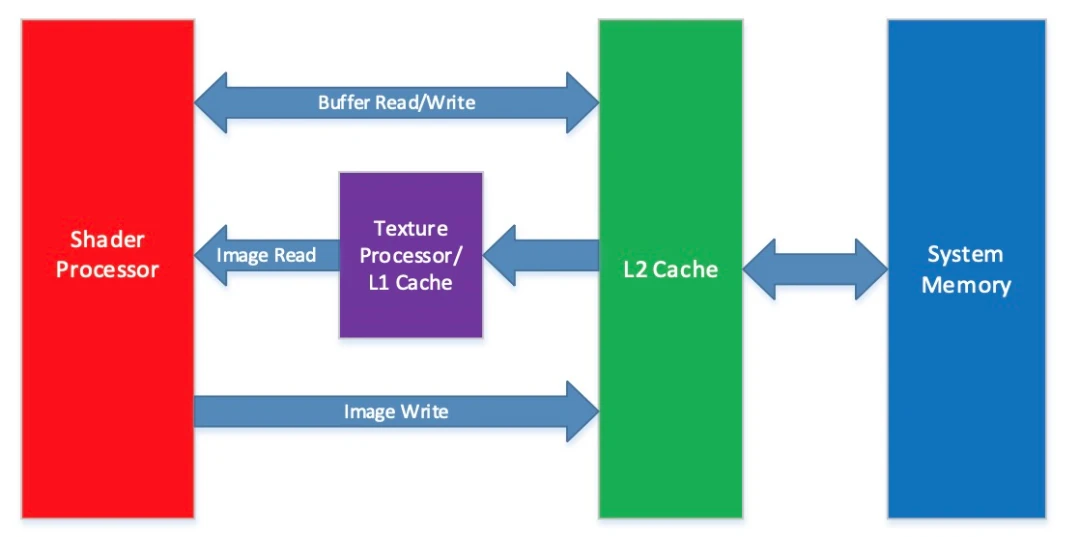 Buffer Read/Write
Shader
Processor
Image Read
Texture
Processor/
L1 Cache
L2 Cache
System
Memory
Image Write